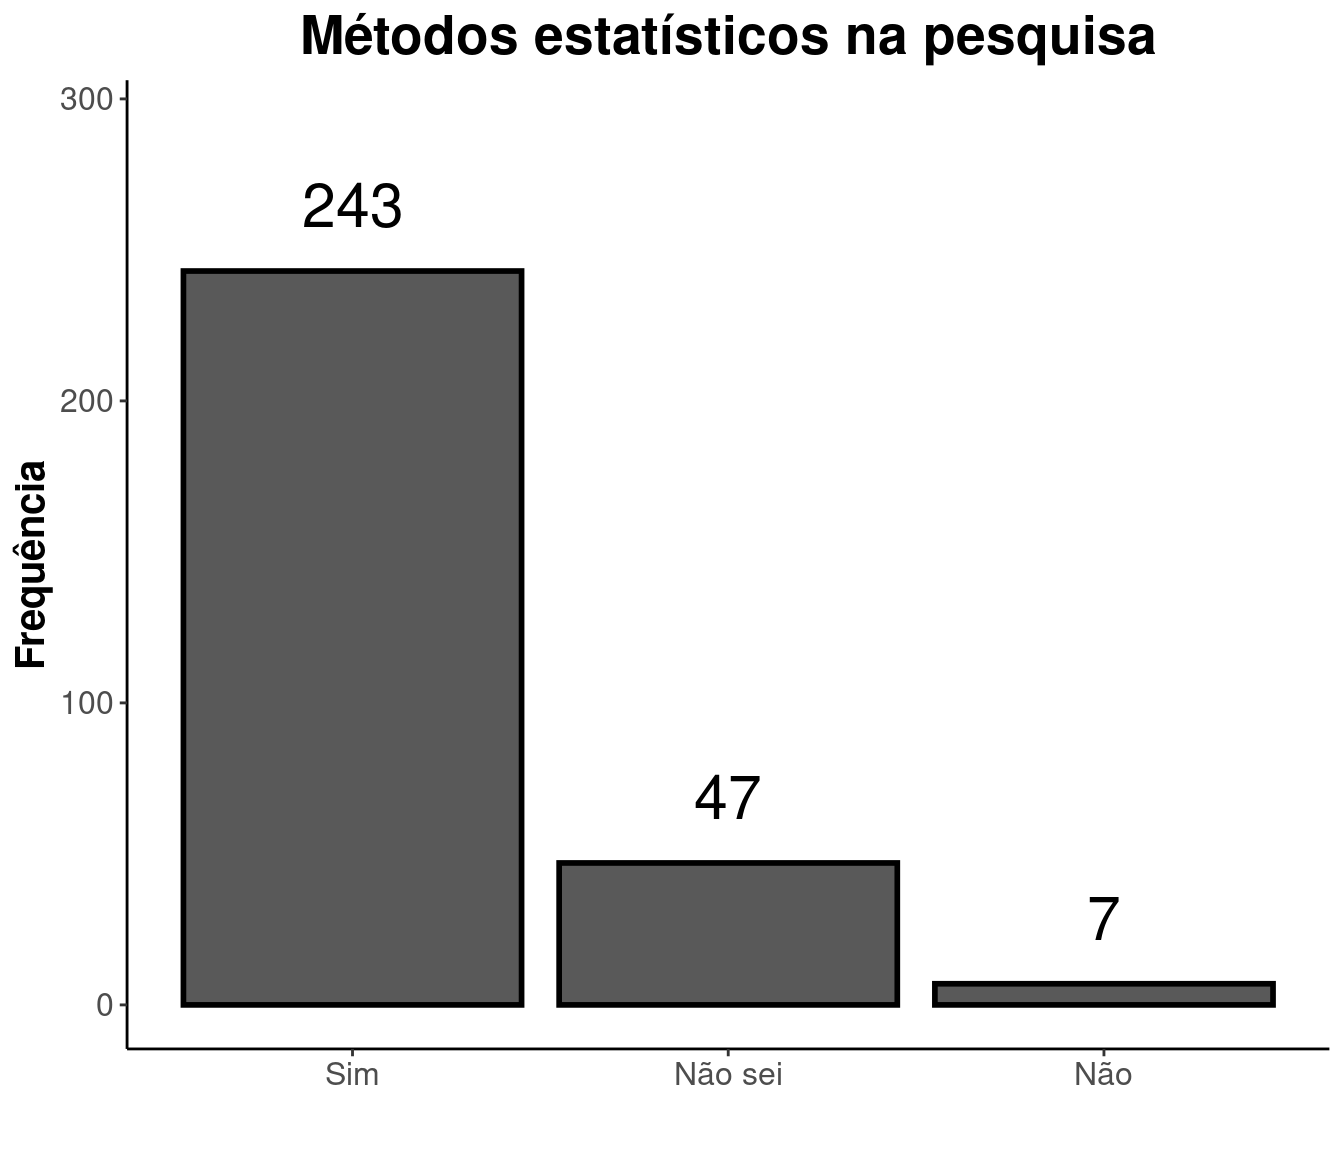 Métodos estatísticos na pesquisa
300
200
100
0
Frequência
243
47
7
Sim
Não sei
Não